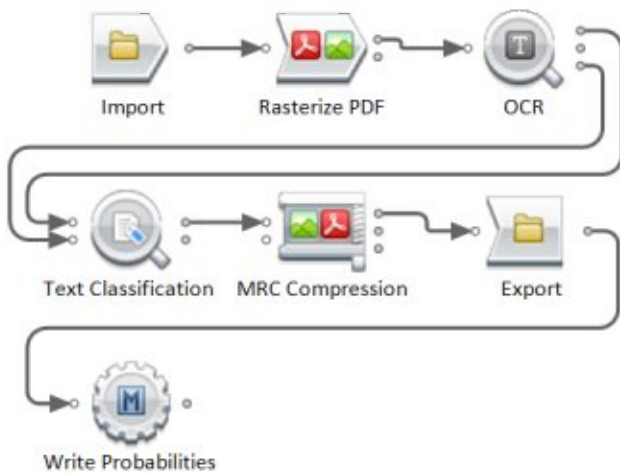 Import
Rasterize PDF
T
OCR
Text Classification
MRC Compression
Export
M
Write Probabilities